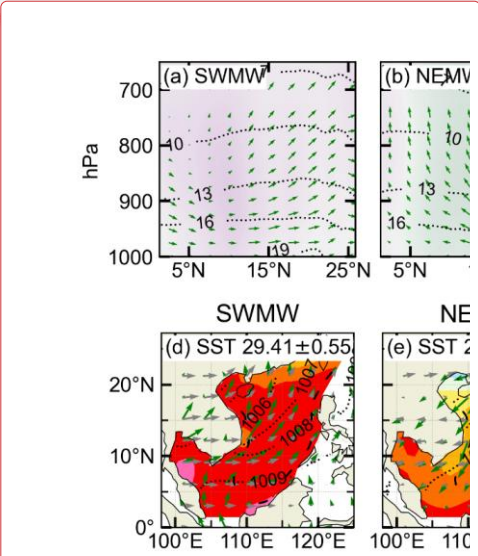 (a) SWMW
(b) NEMW
hPa
700
800
900
1000
7
10
13
16
19
10
13
16
5°N
15°N
25°N
5°N
SWMW
NE
(d) SST 29.41±0.55
(e) SST 2
20°N
10°N
0°
1006
1007
1008
1009
100°E
110°E
120°E
100°E